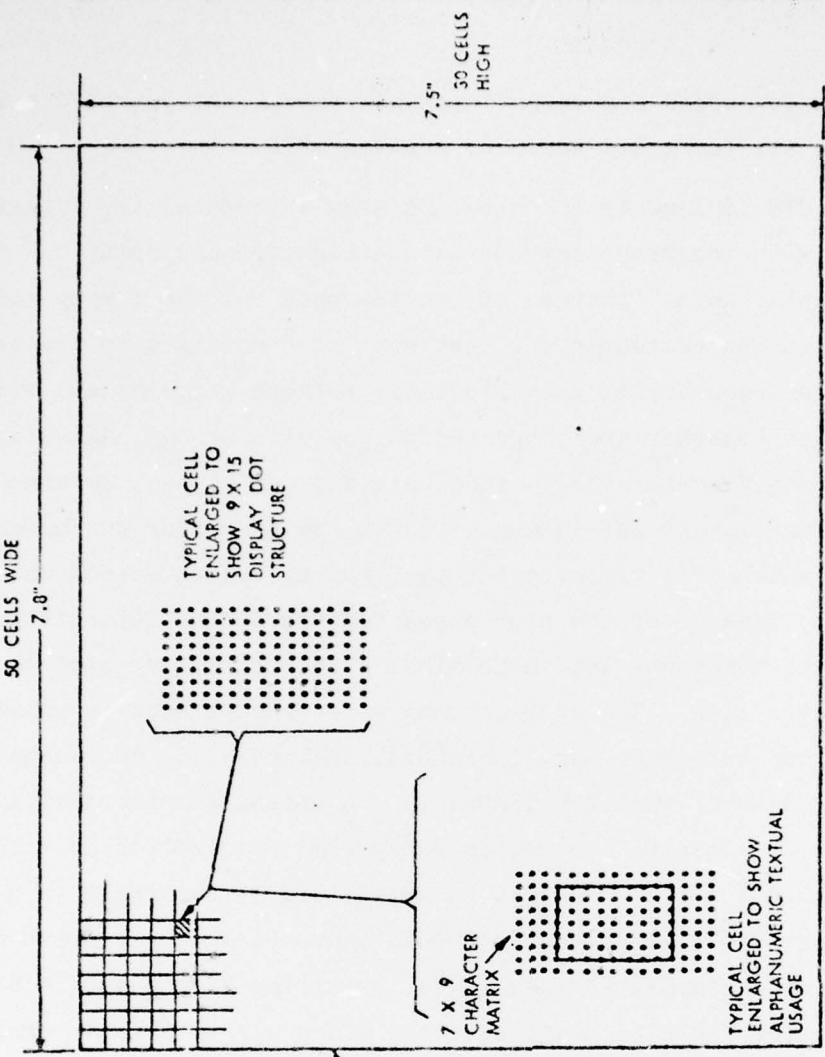 50 CELLS WIDE
7.8"
7.5"
30 CELLS
HIGH
TYPICAL CELL
ENLARGED TO
SHOW 9 X 15
DISPLAY DOT
STRUCTURE
7 X 9
CHARACTER
MATRIX
TYPICAL CELL
ENLARGED TO SHOW
ALPHANUMERIC TEXTUAL
USAGE